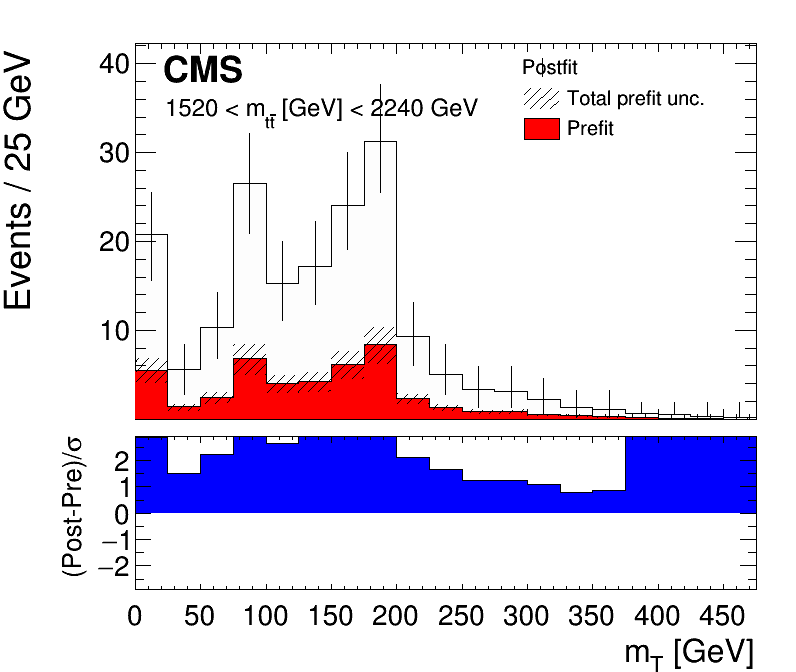 CMS
1520 < m_tt̄ [GeV] < 2240 GeV
Postfit
Total prefit unc.
Prefit
Events / 25 GeV
40
30
20
10
(Post-Pre)/σ
2
1
0
−1
−2
0 50 100 150 200 250 300 350 400 450
m_T [GeV]